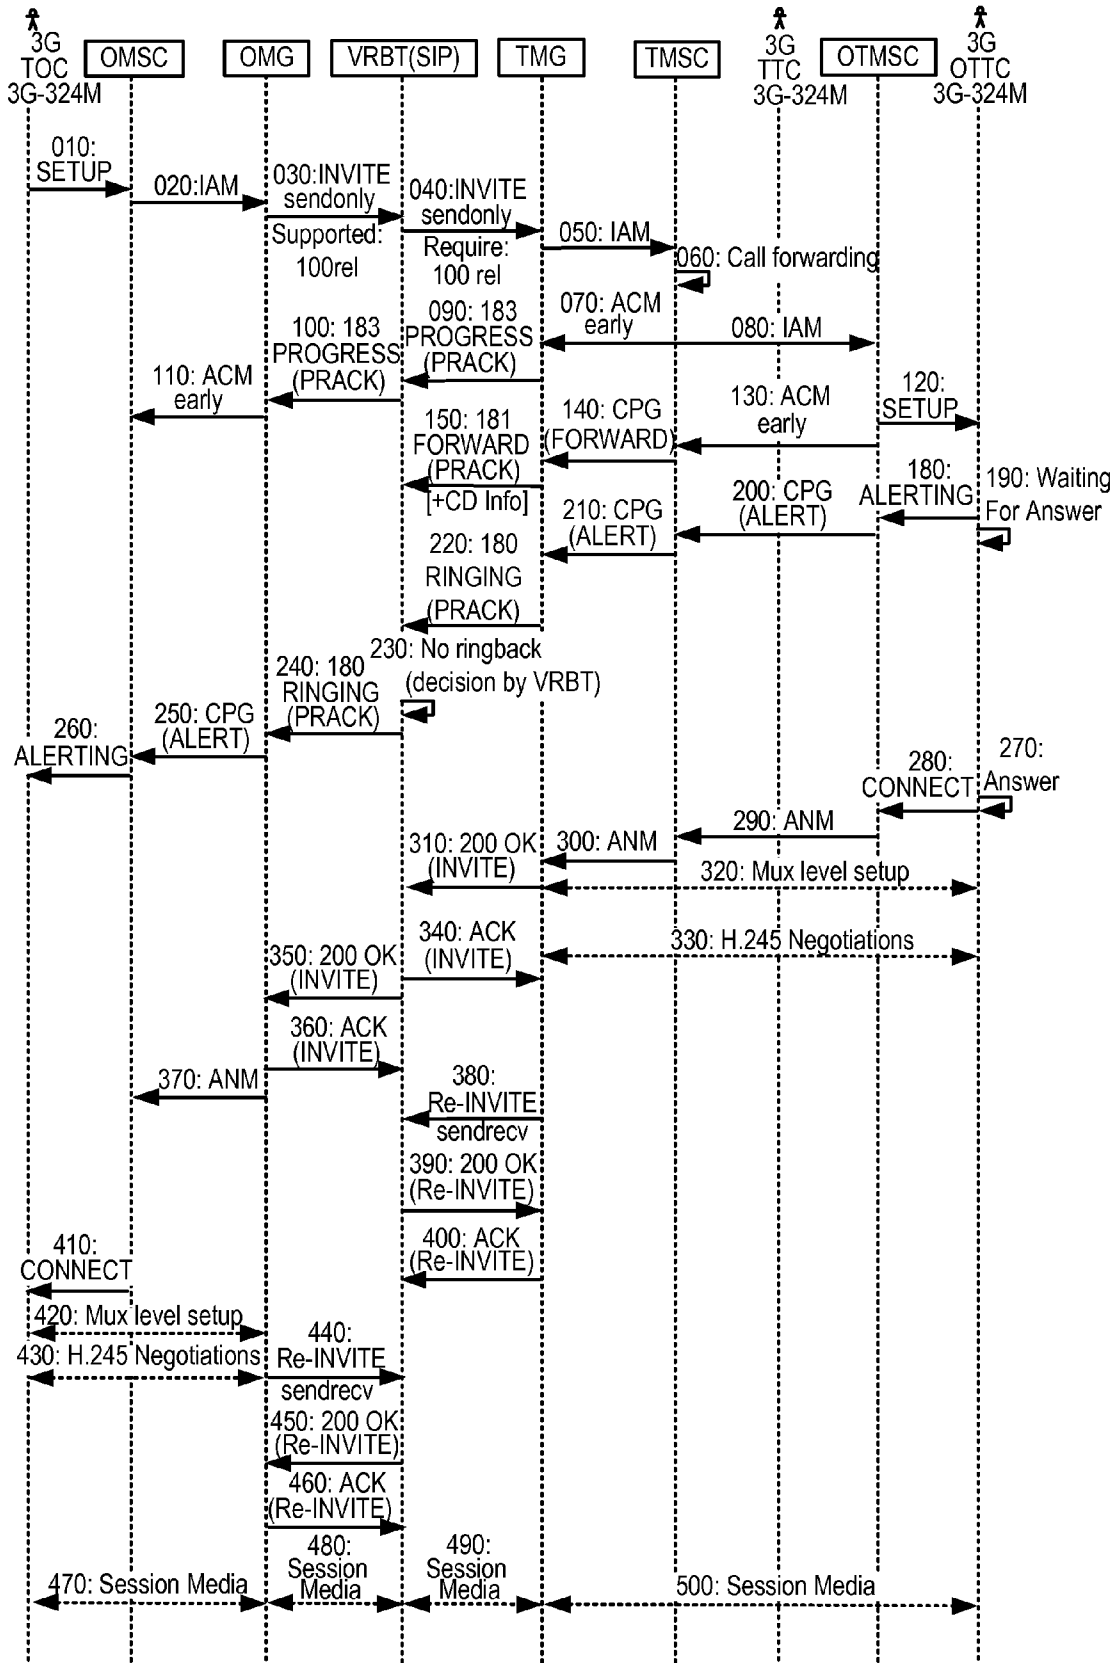 3G
TOC
3G-324M
OMSC
OMG
VRBT(SIP)
TMG
TMSC
3G
TTC
3G-324M
OTMSC
3G
OTTC
3G-324M
010:
SETUP
020:IAM
030:INVITE
sendonly
Supported:
100rel
040:INVITE
sendonly
Require:
100 rel
050: IAM
060: Call forwarding
070: ACM
early
080: IAM
090: 183
PROGRESS
(PRACK)
100: 183
PROGRESS
(PRACK)
110: ACM
early
120:
SETUP
130: ACM
early
140: CPG
(FORWARD)
150: 181
FORWARD
(PRACK)
[+CD Info]
180:
ALERTING
190: Waiting
For Answer
200: CPG
(ALERT)
210: CPG
(ALERT)
220: 180
RINGING
(PRACK)
230: No ringback
(decision by VRBT)
240: 180
RINGING
(PRACK)
250: CPG
(ALERT)
260:
ALERTING
270:
Answer
280:
CONNECT
290: ANM
300: ANM
310: 200 OK
(INVITE)
320: Mux level setup
330: H.245 Negotiations
340: ACK
(INVITE)
350: 200 OK
(INVITE)
360: ACK
(INVITE)
370: ANM
380:
Re-INVITE
sendrecv
390: 200 OK
(Re-INVITE)
400: ACK
(Re-INVITE)
410:
CONNECT
420: Mux level setup
430: H.245 Negotiations
440:
Re-INVITE
sendrecv
450: 200 OK
(Re-INVITE)
460: ACK
(Re-INVITE)
470: Session Media
480:
Session
Media
490:
Session
Media
500: Session Media